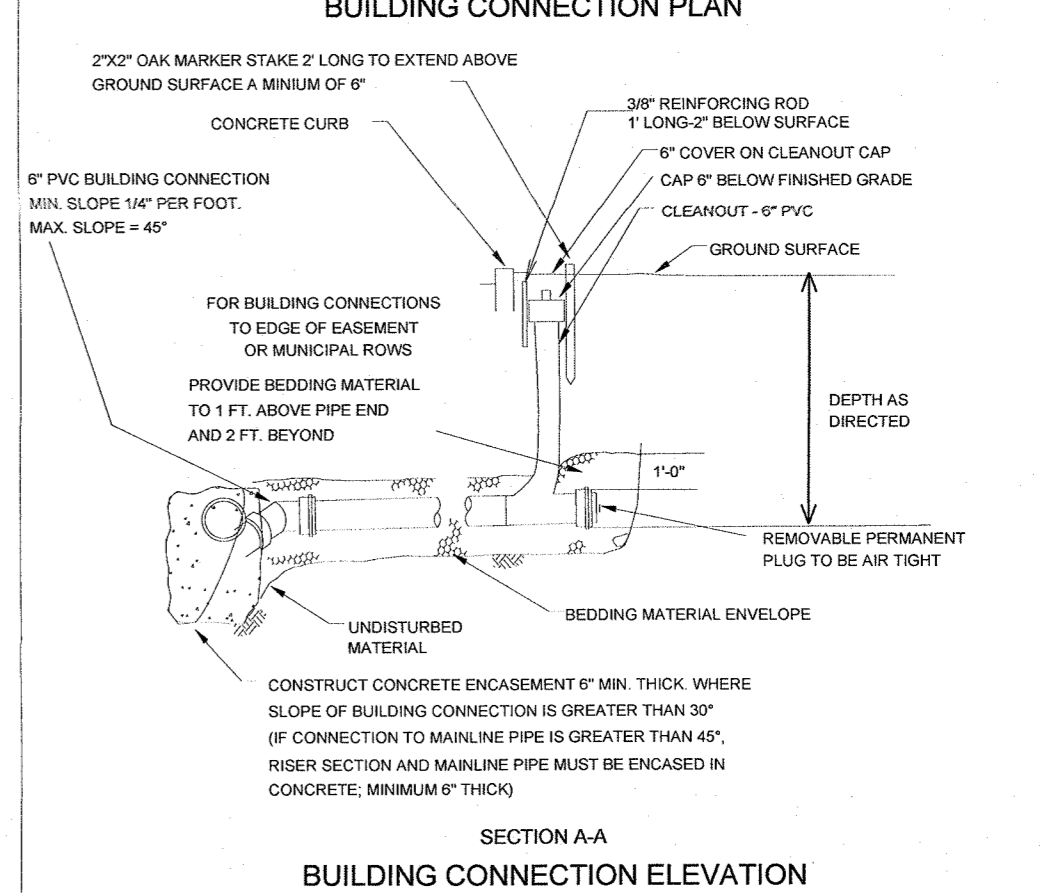 BUILDING CONNECTION PLAN
2"X2" OAK MARKER STAKE 2' LONG TO EXTEND ABOVE
GROUND SURFACE A MINIUM OF 6"
3/8" REINFORCING ROD
1' LONG-2" BELOW SURFACE
CONCRETE CURB
6" COVER ON CLEANOUT CAP
6" PVC BUILDING CONNECTION
MIN. SLOPE 1/4" PER FOOT.
MAX. SLOPE = 45°
CAP 6" BELOW FINISHED GRADE
CLEANOUT - 6" PVC
GROUND SURFACE
FOR BUILDING CONNECTIONS
TO EDGE OF EASEMENT
OR MUNICIPAL ROWS
PROVIDE BEDDING MATERIAL
TO 1 FT. ABOVE PIPE END
AND 2 FT. BEYOND
DEPTH AS
DIRECTED
1'-0"
REMOVABLE PERMANENT
PLUG TO BE AIR TIGHT
BEDDING MATERIAL ENVELOPE
UNDISTURBED
MATERIAL
CONSTRUCT CONCRETE ENCASEMENT 6" MIN. THICK. WHERE
SLOPE OF BUILDING CONNECTION IS GREATER THAN 30°
(IF CONNECTION TO MAINLINE PIPE IS GREATER THAN 45°,
RISER SECTION AND MAINLINE PIPE MUST BE ENCASED IN
CONCRETE; MINIMUM 6" THICK)
SECTION A-A
BUILDING CONNECTION ELEVATION